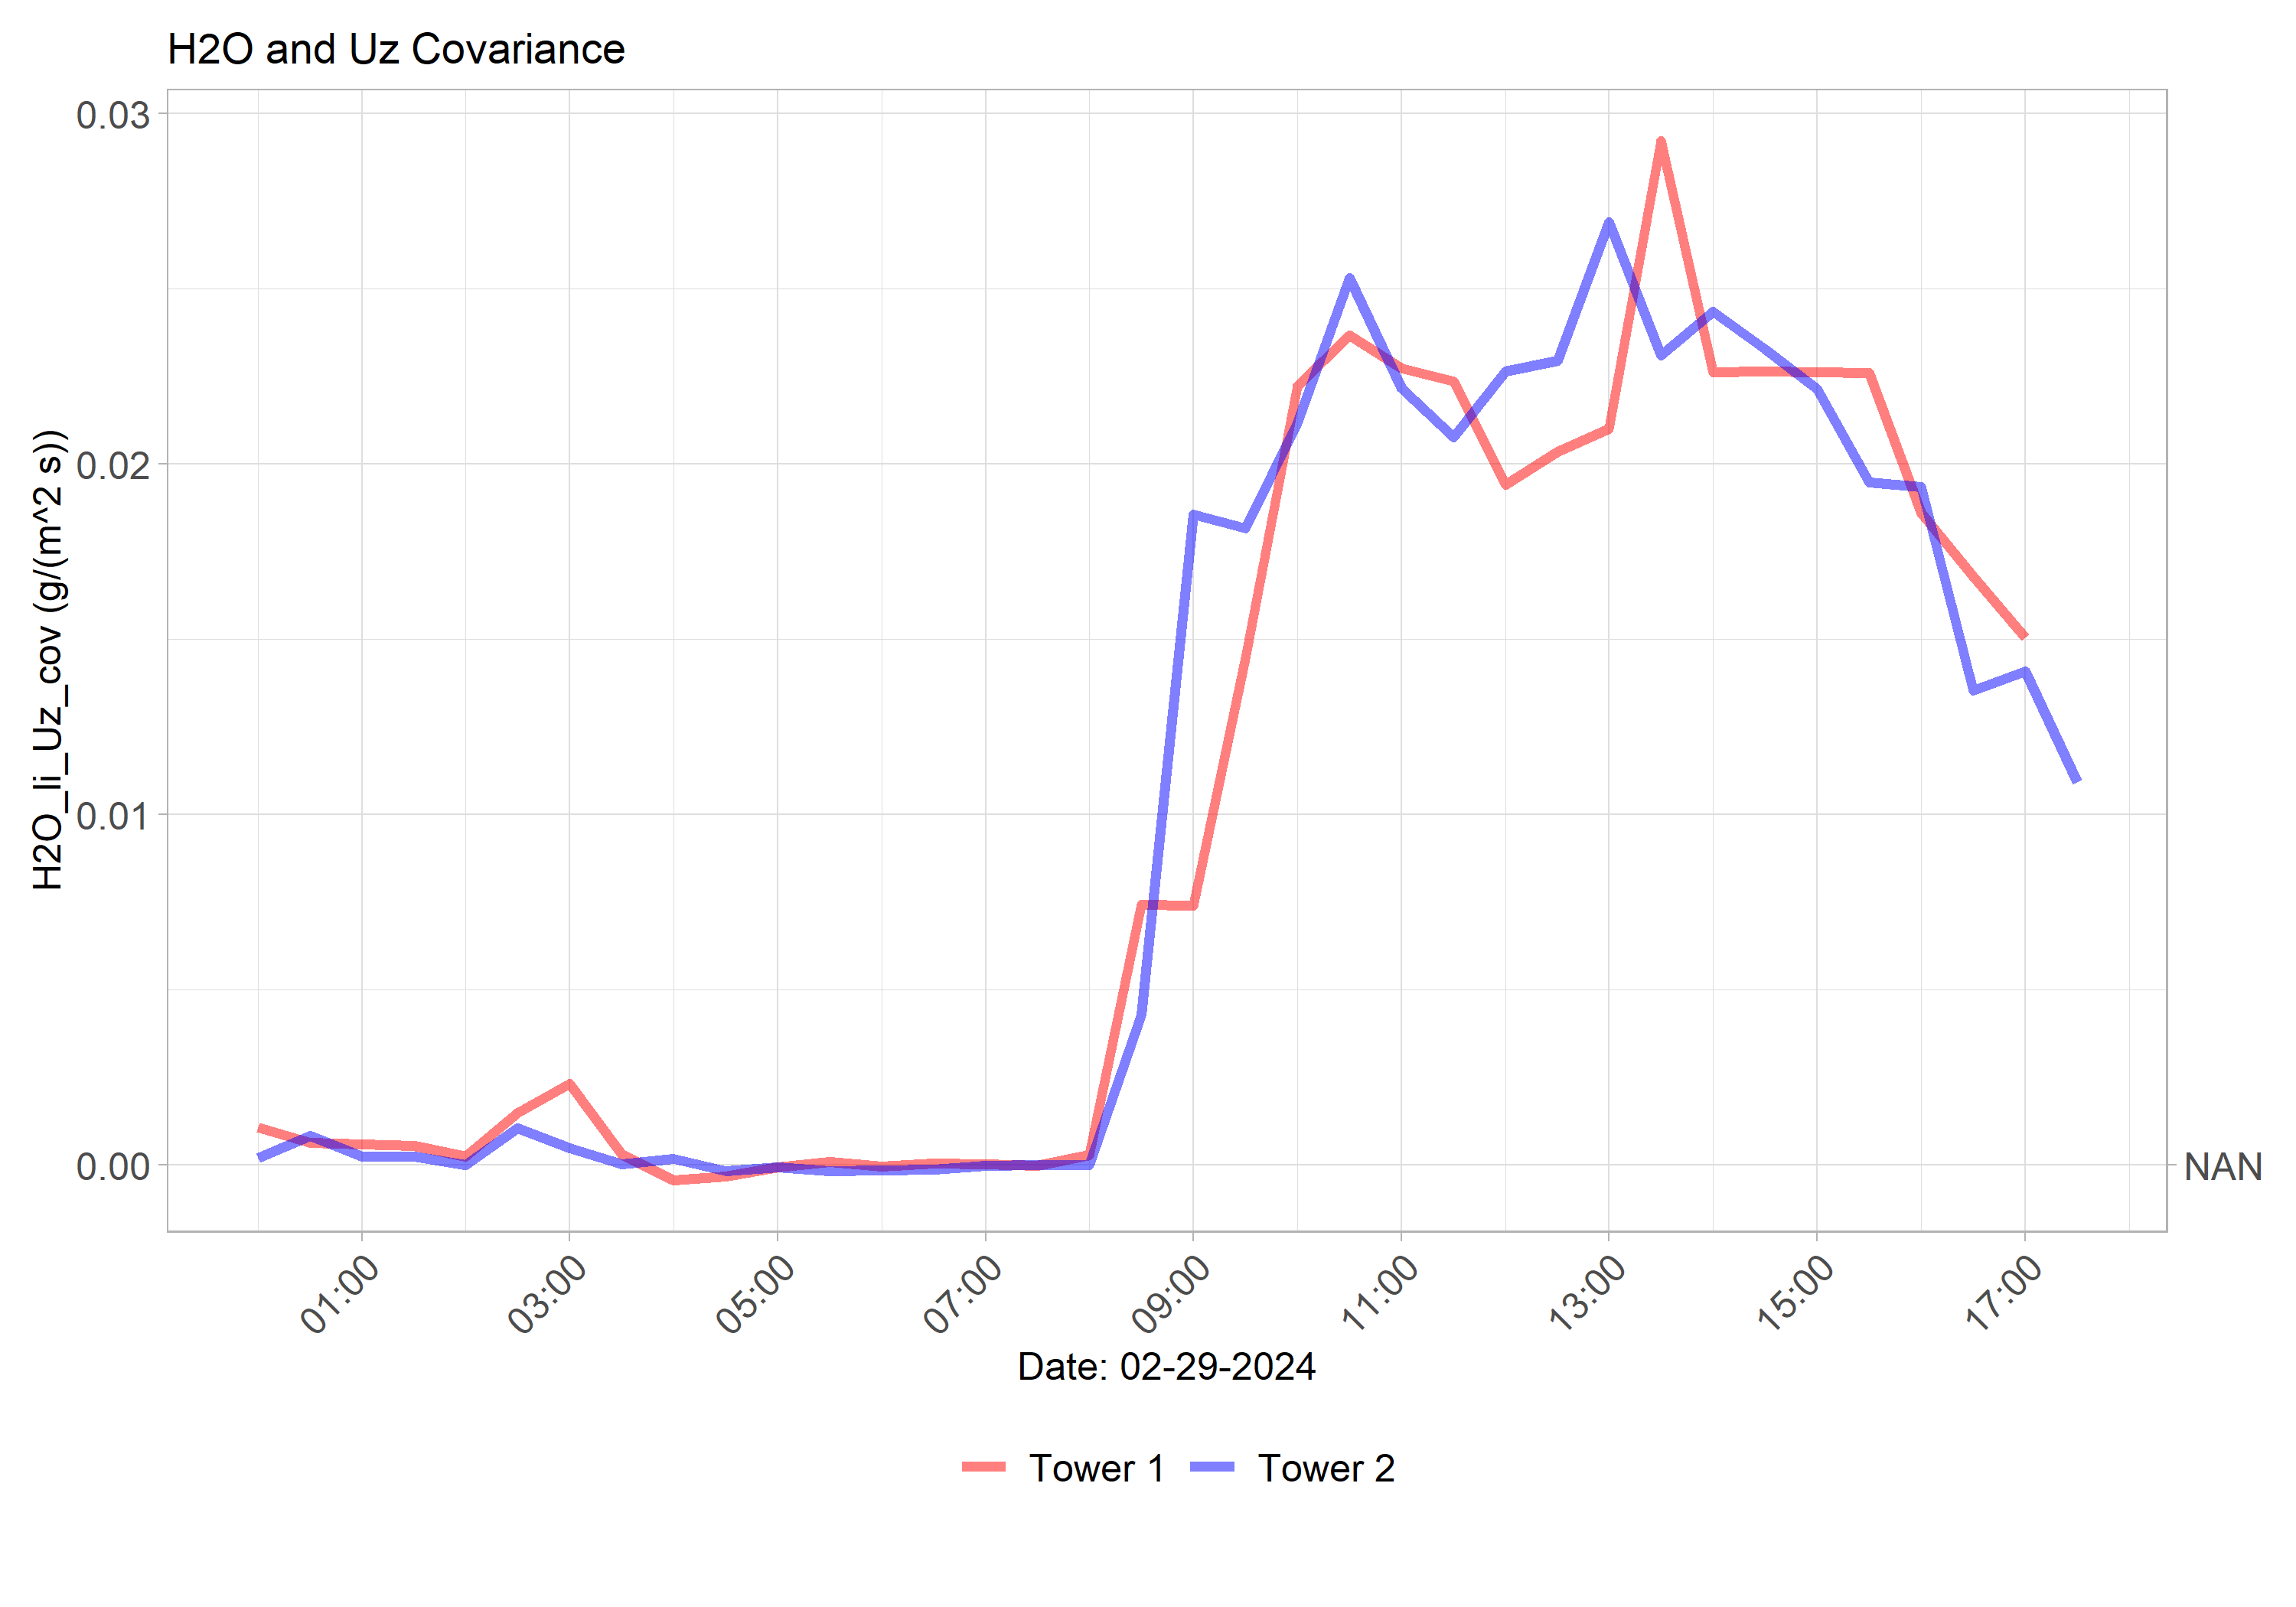 H2O and Uz Covariance
H2O_li_Uz_cov (g/(m^2 s))
0.03
0.02
0.01
0.00
NAN
01:00
03:00
05:00
07:00
09:00
11:00
13:00
15:00
17:00
Date: 02-29-2024
Tower 1
Tower 2